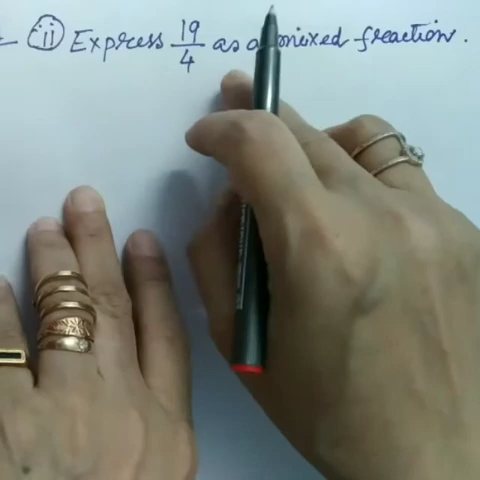 (ii) Express 19/4 as a mixed fraction.